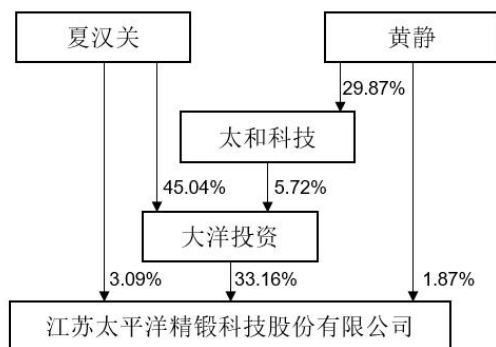 夏汉关
黄静
29.87%
太和科技
45.04%
5.72%
大洋投资
3.09%
33.16%
1.87%
江苏太平洋精锻科技股份有限公司